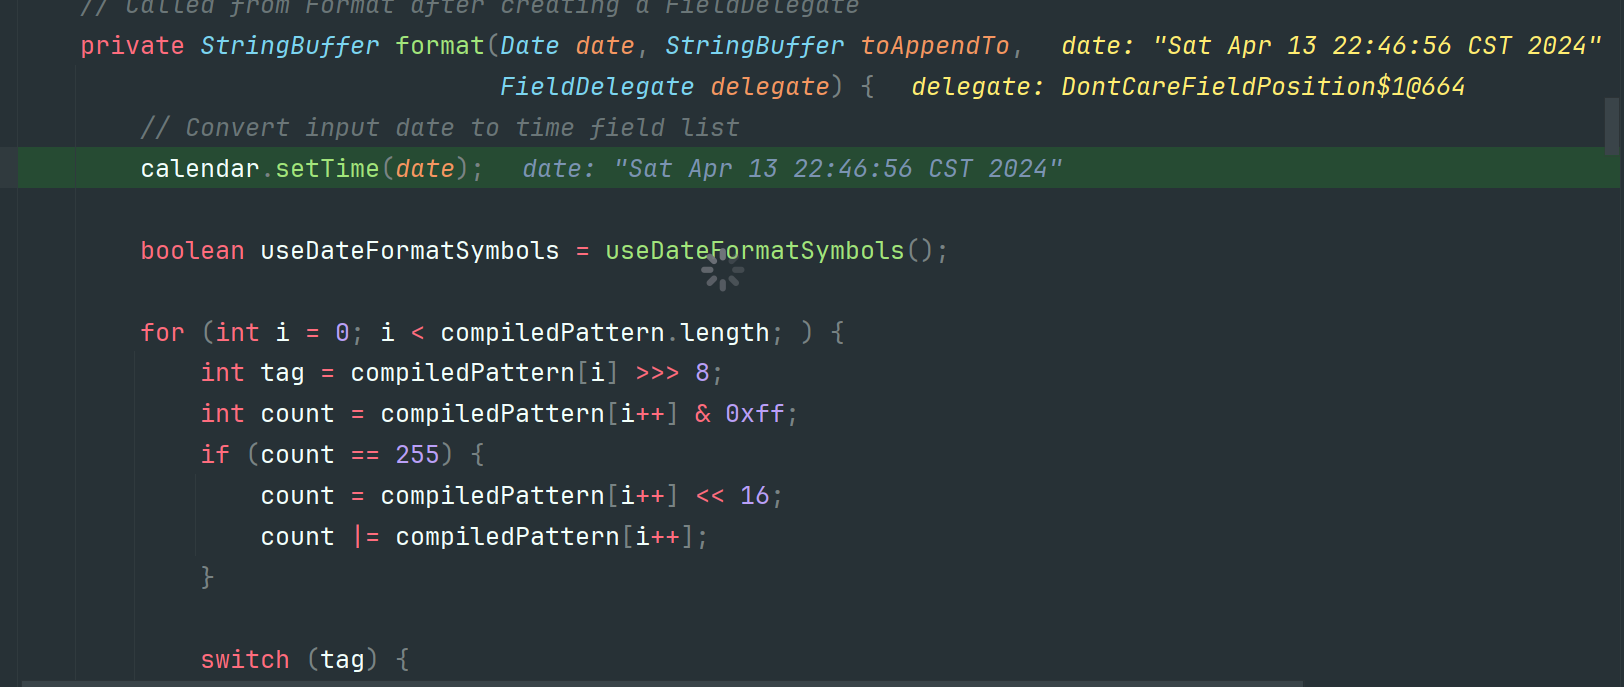 // Called from Format after creating a FieldDelegate
private StringBuffer format(Date date, StringBuffer toAppendTo,   date: "Sat Apr 13 22:46:56 CST 2024"
FieldDelegate delegate) {   delegate: DontCareFieldPosition$1@664
// Convert input date to time field list
calendar.setTime(date);   date: "Sat Apr 13 22:46:56 CST 2024"
boolean useDateFormatSymbols = useDateFormatSymbols();
for (int i = 0; i < compiledPattern.length; ) {
int tag = compiledPattern[i] >>> 8;
int count = compiledPattern[i++] & 0xff;
if (count == 255) {
count = compiledPattern[i++] << 16;
count |= compiledPattern[i++];
}
switch (tag) {